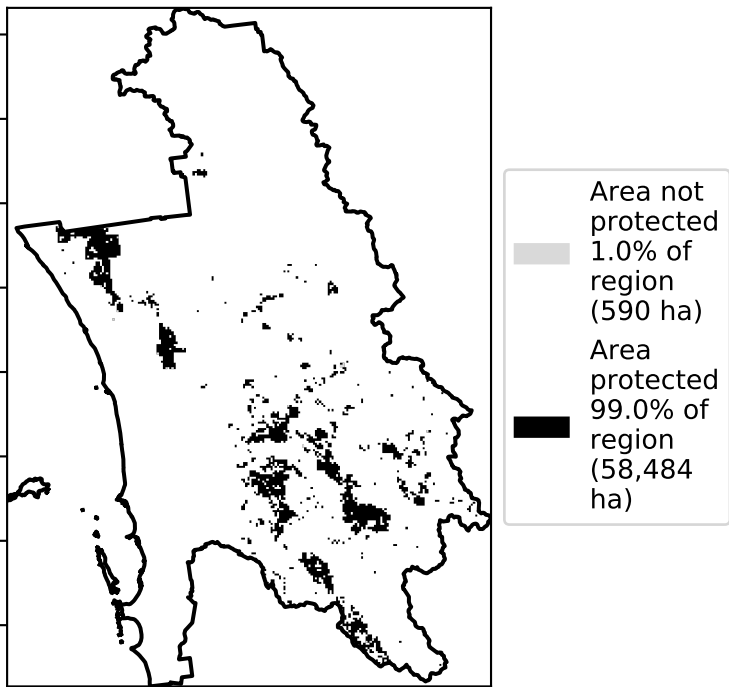 Area not
protected
1.0% of
region
(590 ha)
Area
protected
99.0% of
region
(58,484
ha)